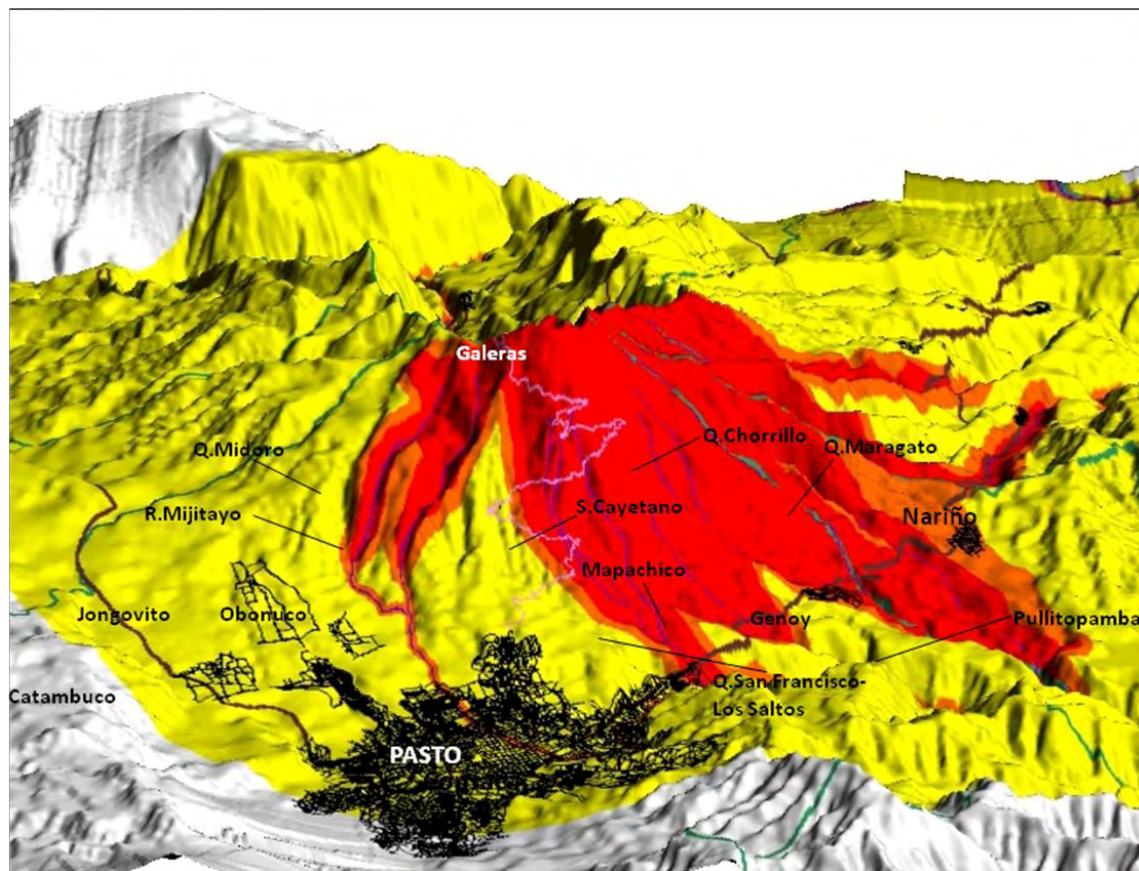 Galeras
Q.Chorrillo
Q.Maragato
Q.Midoro
R.Mijitayo
S.Cayetano
Nariño
Mapachico
Jongovito
Obonuco
Genoy
Pullitopamba
Catambuco
Q.San Francisco-
Los Saltos
PASTO